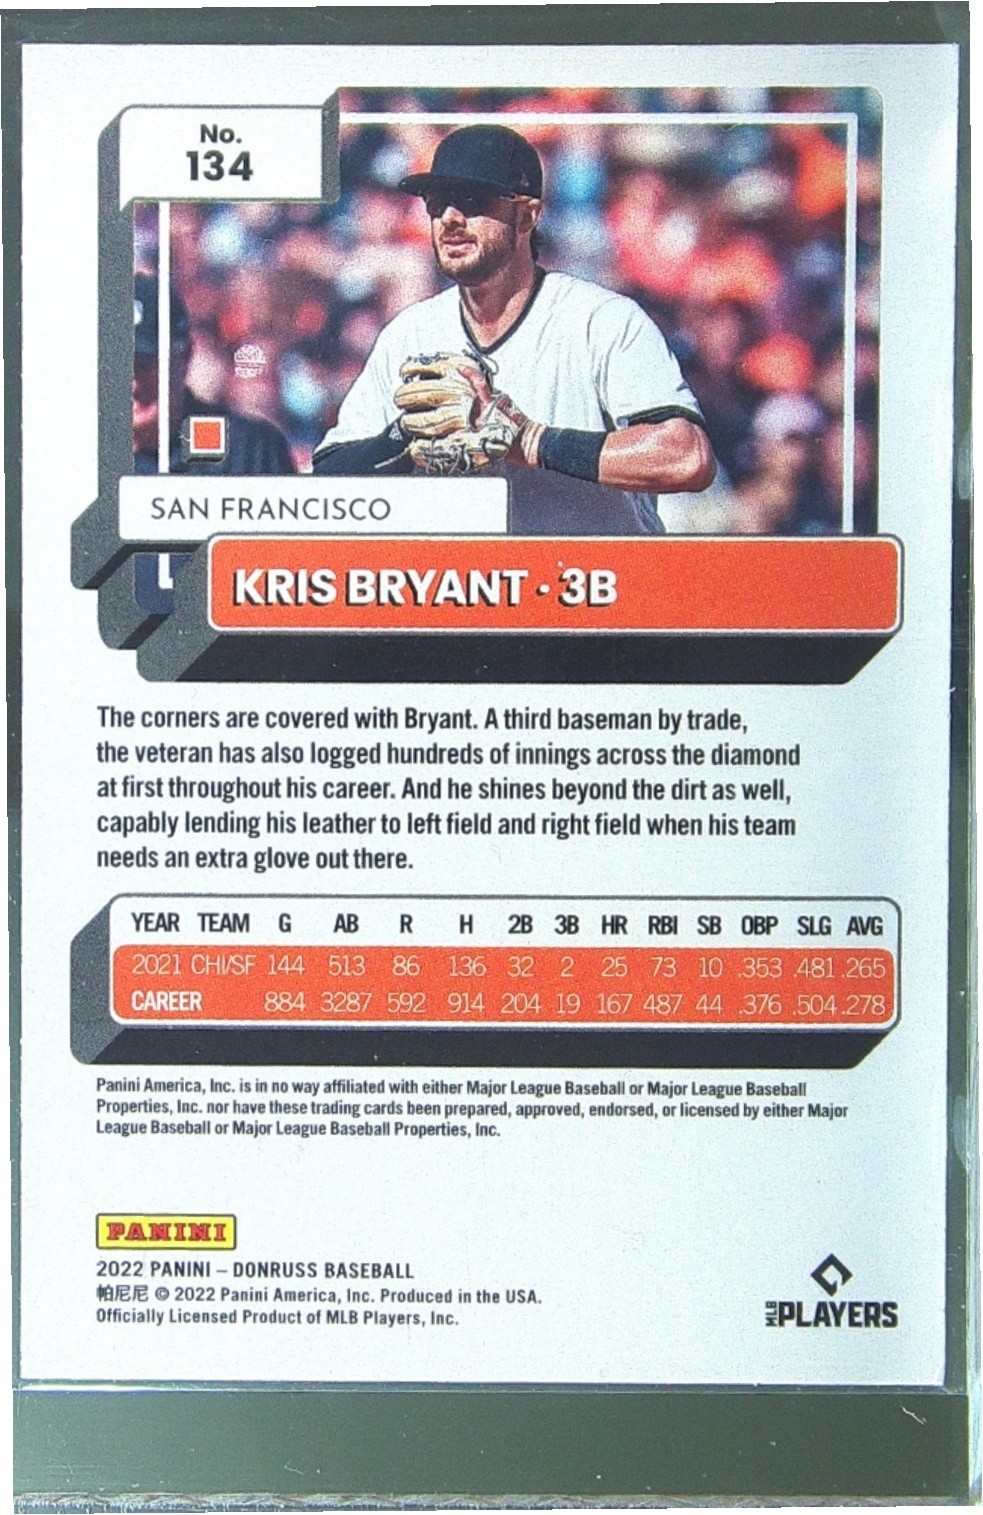 No.
134
SAN FRANCISCO
KRIS BRYANT · 3B
The corners are covered with Bryant. A third baseman by trade,
the veteran has also logged hundreds of innings across the diamond
at first throughout his career. And he shines beyond the dirt as well,
capably lending his leather to left field and right field when his team
needs an extra glove out there.
YEAR TEAM G AB R H 2B 3B HR RBI SB OBP SLG AVG
2021 CHI/SF 144 513 86 136 32 2 25 73 10 .353 .481 .265
CAREER 884 3287 592 914 204 19 167 487 44 .376 .504 .278
Panini America, Inc. is in no way affiliated with either Major League Baseball or Major League Baseball
Properties, Inc. nor have these trading cards been prepared, approved, endorsed, or licensed by either Major
League Baseball or Major League Baseball Properties, Inc.
PANINI
2022 PANINI – DONRUSS BASEBALL
帕尼尼 © 2022 Panini America, Inc. Produced in the USA.
Officially Licensed Product of MLB Players, Inc.
MLB PLAYERS